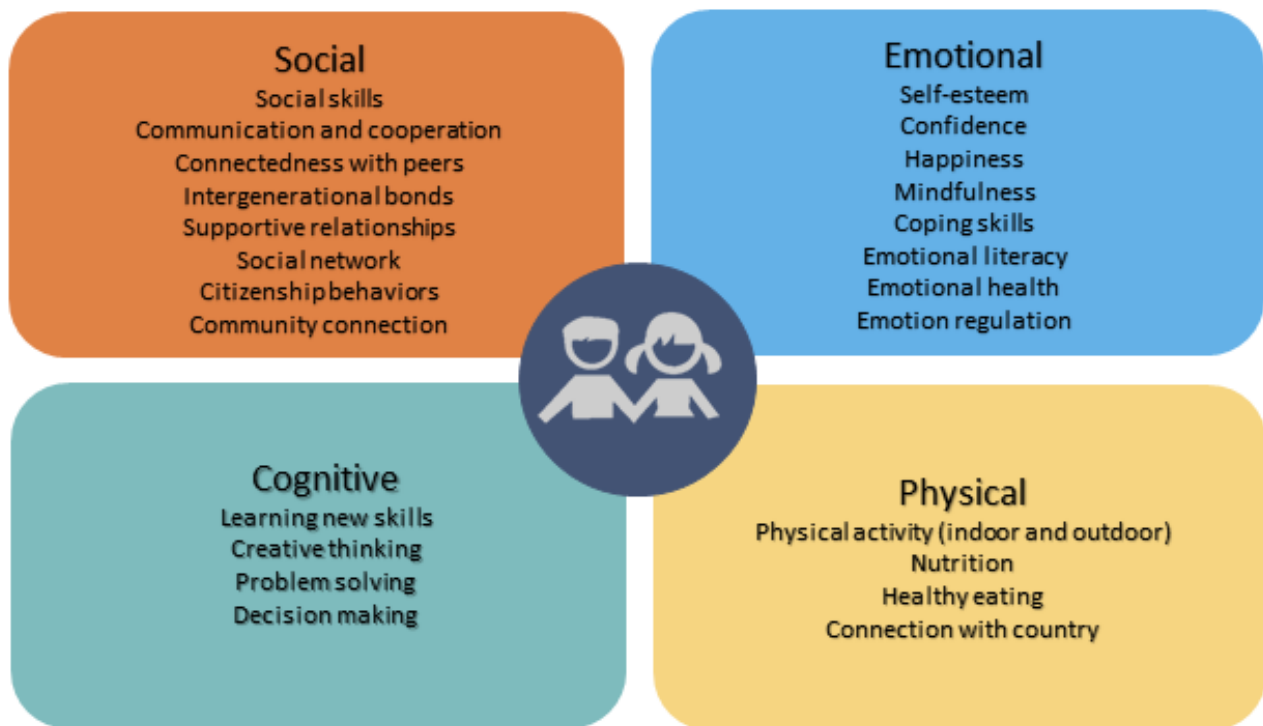 Social
Social skills
Communication and cooperation
Connectedness with peers
Intergenerational bonds
Supportive relationships
Social network
Citizenship behaviors
Community connection
Emotional
Self-esteem
Confidence
Happiness
Mindfulness
Coping skills
Emotional literacy
Emotional health
Emotion regulation
Cognitive
Learning new skills
Creative thinking
Problem solving
Decision making
Physical
Physical activity (indoor and outdoor)
Nutrition
Healthy eating
Connection with country